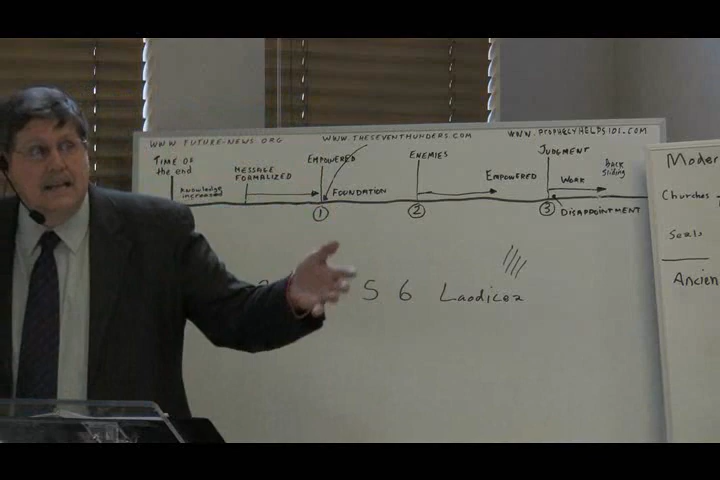 WWW FUTURE-NEWS.ORG WWW.THESEVENTHUNDERS.COM WWW.PROPHECYHELPS101.COM
TIME OF
the end
Knowledge
increased
MESSAGE
FORMALIZED
EMPOWERED
FOUNDATION
ENEMIES
EMPOWERED
JUDGMENT
WORK
Back
Sliding
DISAPPOINTMENT
1 2 3
5 6 Laodicea
Moder
Churches
Seals
Ancien